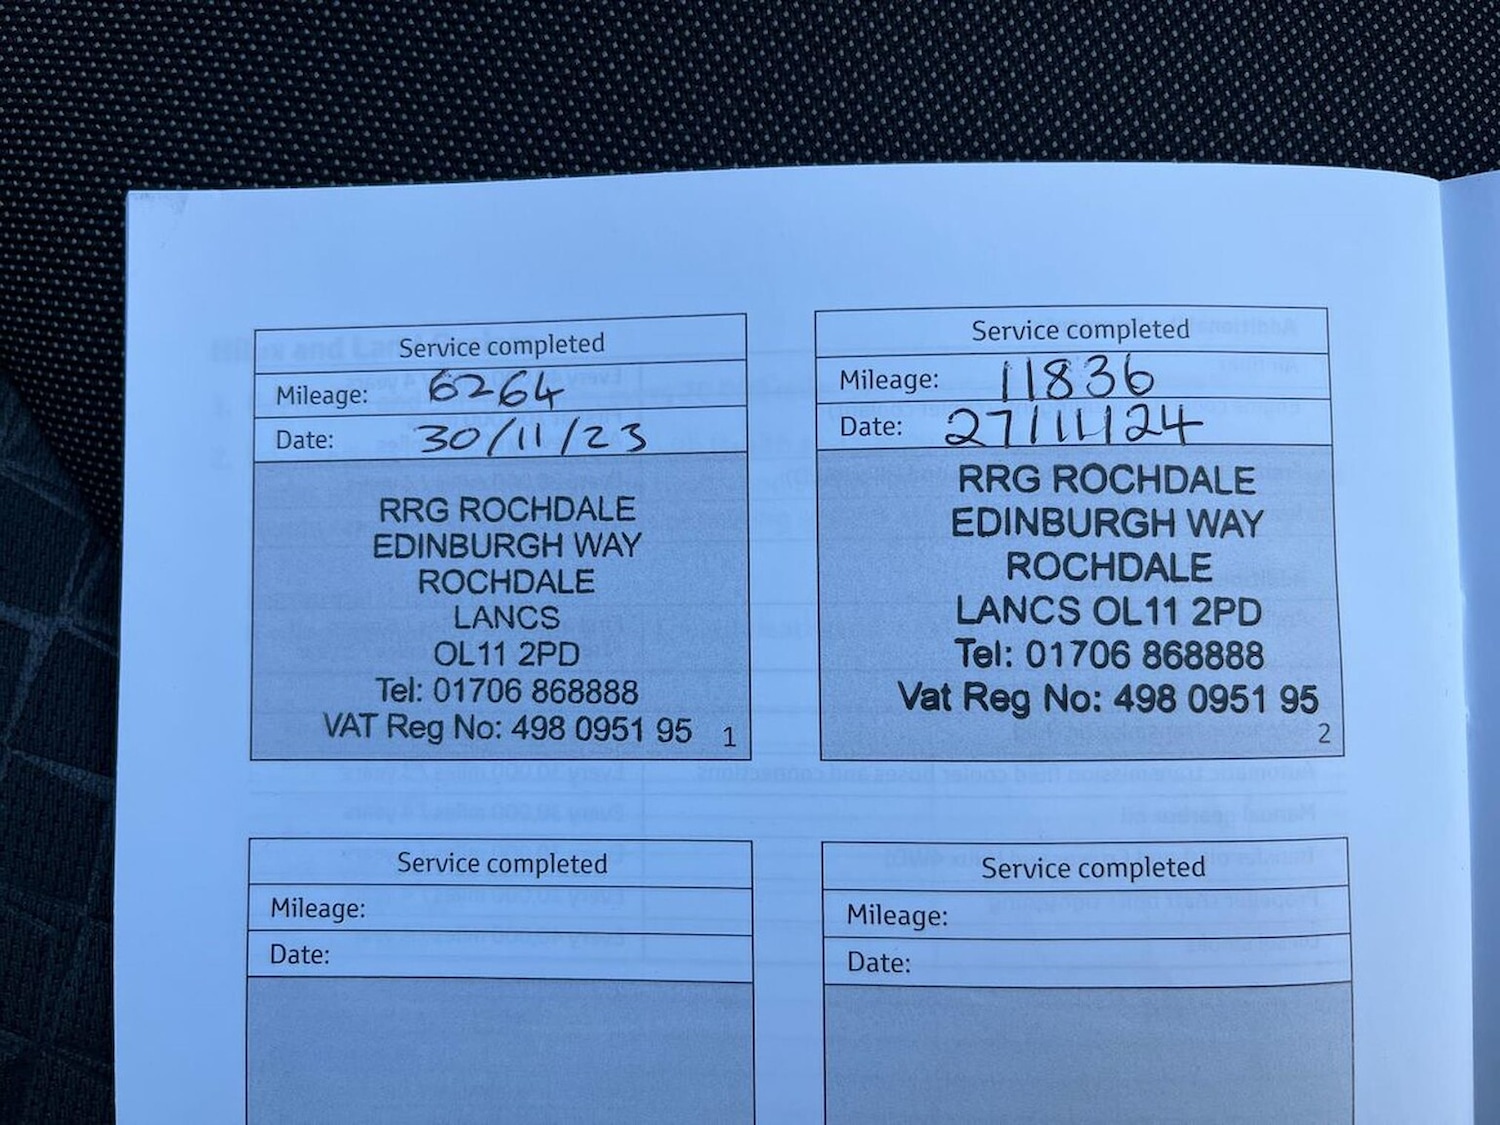 Service completed
Mileage: 6264
Date: 30/11/23
RRG ROCHDALE
EDINBURGH WAY
ROCHDALE
LANCS
OL11 2PD
Tel: 01706 868888
VAT Reg No: 498 0951 95
1
Service completed
Mileage: 11836
Date: 27/11/24
RRG ROCHDALE
EDINBURGH WAY
ROCHDALE
LANCS OL11 2PD
Tel: 01706 868888
Vat Reg No: 498 0951 95
2
Service completed
Mileage:
Date:
Service completed
Mileage:
Date: